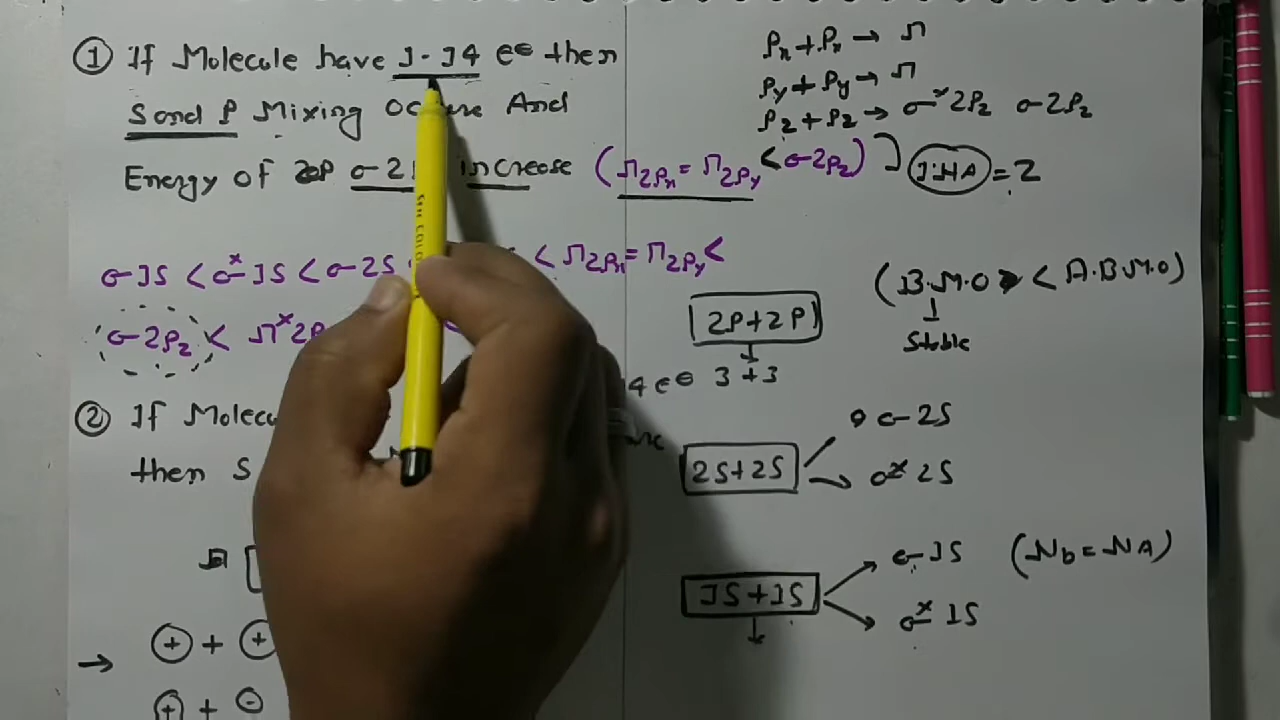 ① If Molecule have 1-14 e⊖ then
S and P Mixing And
Energy of 2P σ-2 increase (π2Px = π2Py < σ-2Pz) I.N.A = 2
σ-1S < σ*1S < σ-2S < π2Px = π2Py <
σ-2Pz < π*2P
② If
then S
⊕ + ⊕
⊕ + ⊖
Px + Px → π
Py + Py → π
Pz + Pz → σ*2Pz σ-2Pz
(B.M.O < A.B.M.O)
Stable
2P+2P
4 e⊖ 3+3
2S+2S
σ-2S
σ*2S
1S+1S
σ-1S (Nb = NA)
σ* 1S